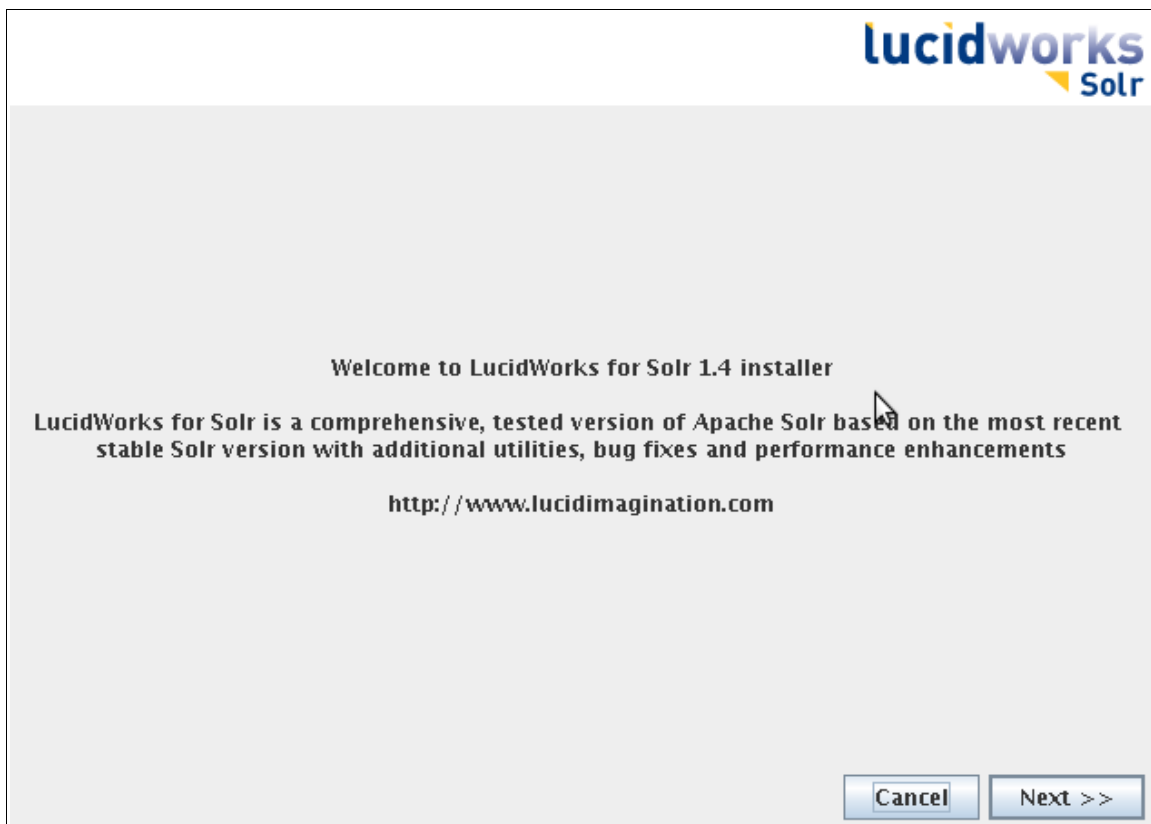 lucidworks
Solr
Welcome to LucidWorks for Solr 1.4 installer
LucidWorks for Solr is a comprehensive, tested version of Apache Solr based on the most recent
stable Solr version with additional utilities, bug fixes and performance enhancements
http://www.lucidimagination.com
Cancel
Next >>